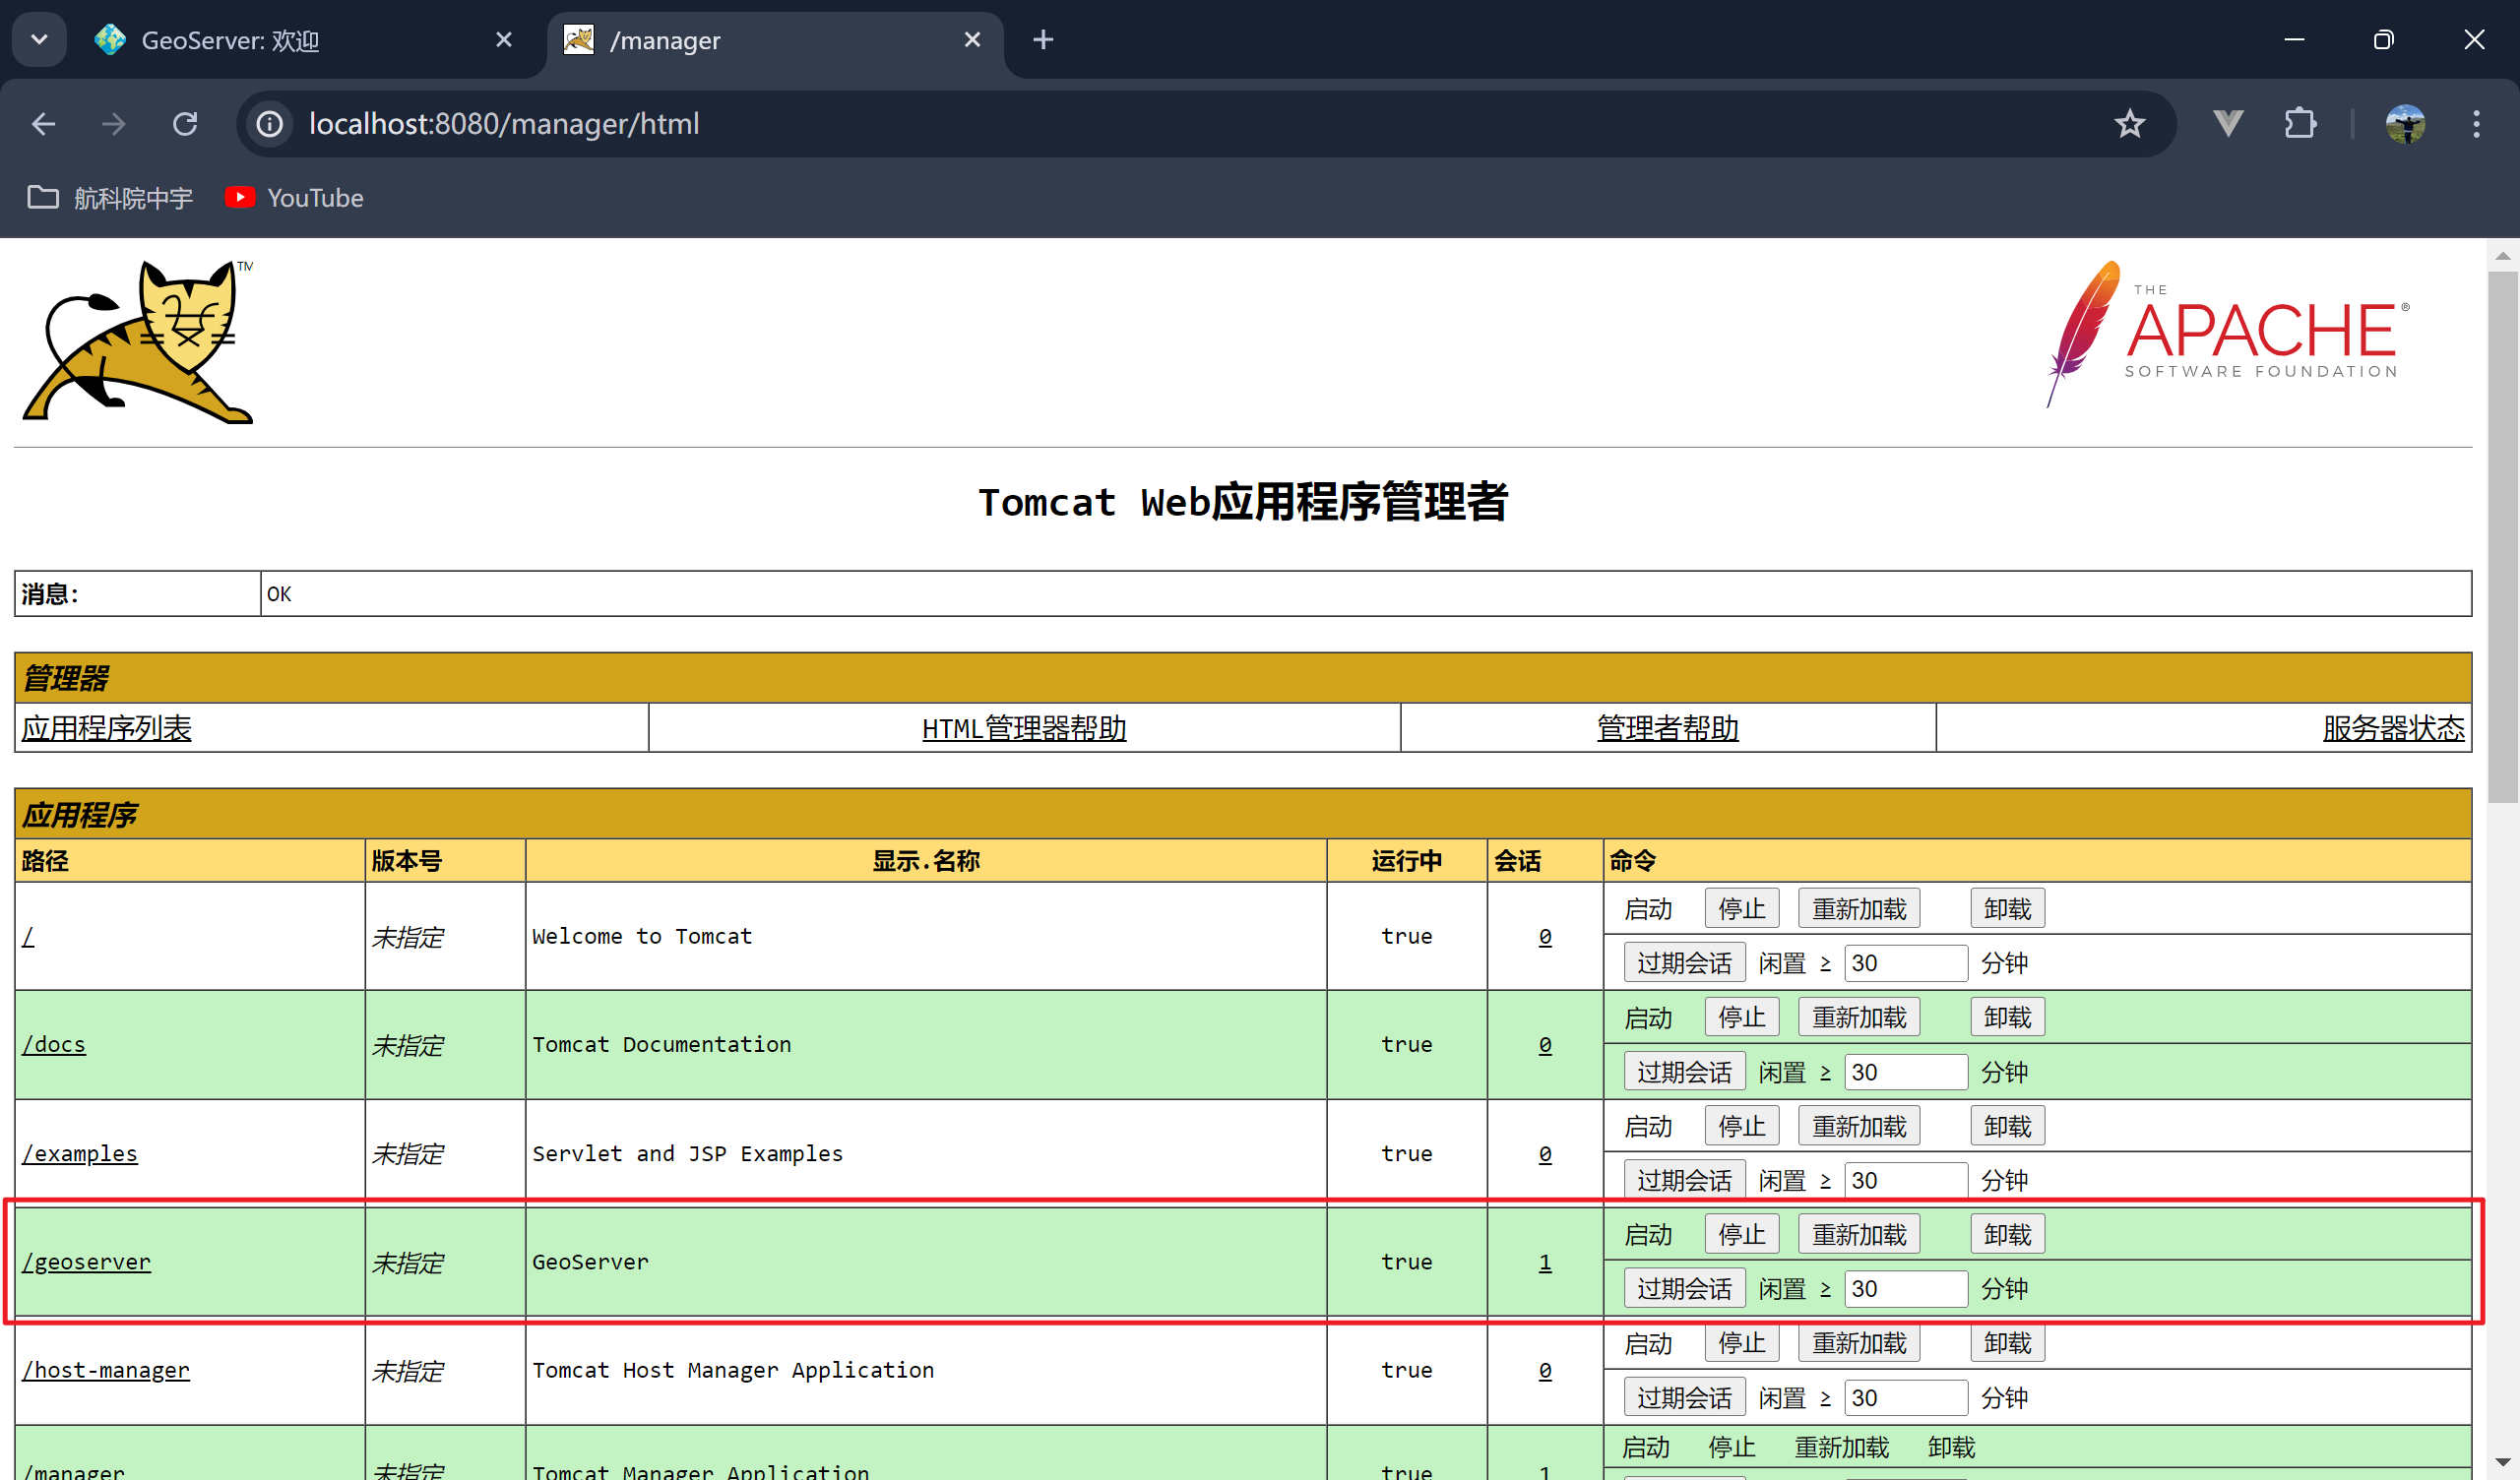 GeoServer: 欢迎
/manager
localhost:8080/manager/html
航科院中宇
YouTube
TM
THE
APACHE®
SOFTWARE FOUNDATION
Tomcat Web应用程序管理者
消息: OK
管理器
应用程序列表 HTML管理器帮助 管理者帮助 服务器状态
应用程序
路径 版本号 显示.名称 运行中 会话 命令
启动 停止 重新加载 卸载
/ 未指定 Welcome to Tomcat true 0
过期会话 闲置 ≥ 30 分钟
启动 停止 重新加载 卸载
/docs 未指定 Tomcat Documentation true 0
过期会话 闲置 ≥ 30 分钟
启动 停止 重新加载 卸载
/examples 未指定 Servlet and JSP Examples true 0
过期会话 闲置 ≥ 30 分钟
启动 停止 重新加载 卸载
/geoserver 未指定 GeoServer true 1
过期会话 闲置 ≥ 30 分钟
启动 停止 重新加载 卸载
/host-manager 未指定 Tomcat Host Manager Application true 0
过期会话 闲置 ≥ 30 分钟
启动 停止 重新加载 卸载
/manager 未指定 Tomcat Manager Application true 1